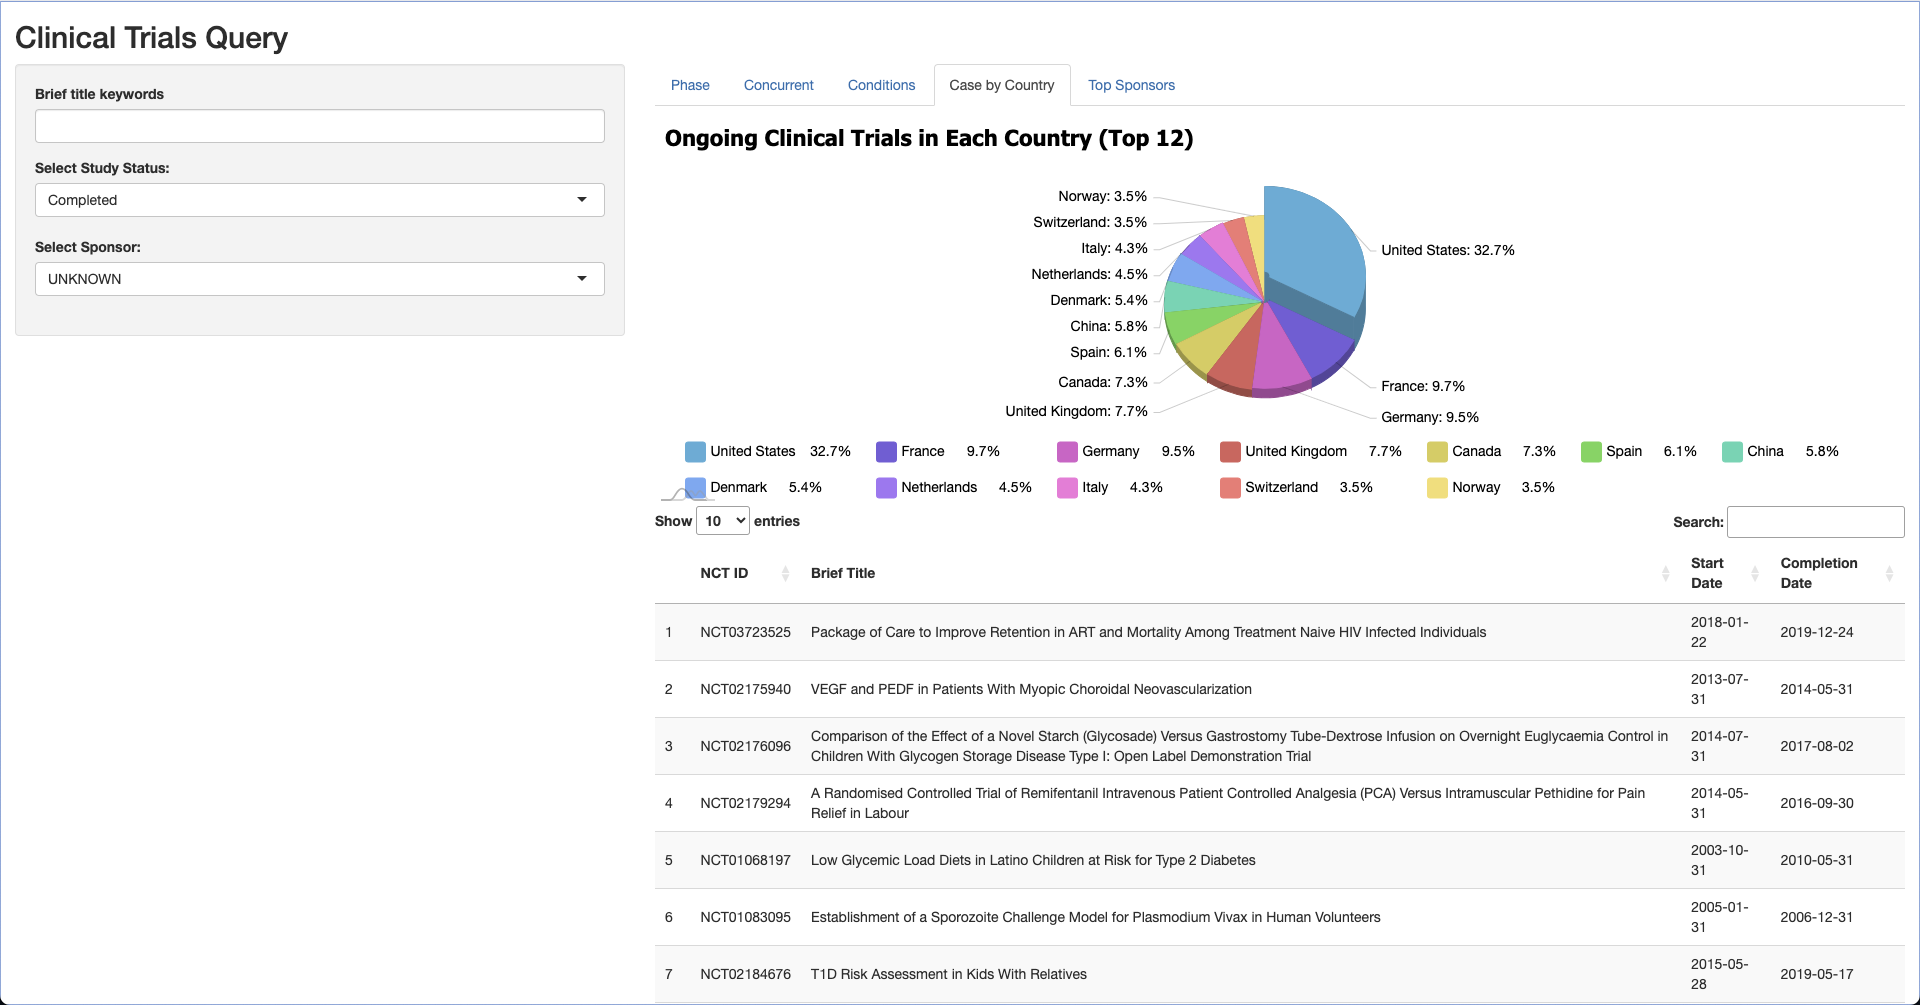 Clinical Trials Query
Brief title keywords
Select Study Status:
Completed
Select Sponsor:
UNKNOWN
Phase Concurrent Conditions Case by Country Top Sponsors
Ongoing Clinical Trials in Each Country (Top 12)
Norway: 3.5%
Switzerland: 3.5%
Italy: 4.3%
Netherlands: 4.5%
Denmark: 5.4%
China: 5.8%
Spain: 6.1%
Canada: 7.3%
United Kingdom: 7.7%
United States: 32.7%
France: 9.7%
Germany: 9.5%
United States 32.7% France 9.7% Germany 9.5% United Kingdom 7.7% Canada 7.3% Spain 6.1% China 5.8%
Denmark 5.4% Netherlands 4.5% Italy 4.3% Switzerland 3.5% Norway 3.5%
Show 10 entries Search:
NCT ID Brief Title Start Date Completion Date
1 NCT03723525 Package of Care to Improve Retention in ART and Mortality Among Treatment Naive HIV Infected Individuals 2018-01-22 2019-12-24
2 NCT02175940 VEGF and PEDF in Patients With Myopic Choroidal Neovascularization 2013-07-31 2014-05-31
3 NCT02176096 Comparison of the Effect of a Novel Starch (Glycosade) Versus Gastrostomy Tube-Dextrose Infusion on Overnight Euglycaemia Control in Children With Glycogen Storage Disease Type I: Open Label Demonstration Trial 2014-07-31 2017-08-02
4 NCT02179294 A Randomised Controlled Trial of Remifentanil Intravenous Patient Controlled Analgesia (PCA) Versus Intramuscular Pethidine for Pain Relief in Labour 2014-05-31 2016-09-30
5 NCT01068197 Low Glycemic Load Diets in Latino Children at Risk for Type 2 Diabetes 2003-10-31 2010-05-31
6 NCT01083095 Establishment of a Sporozoite Challenge Model for Plasmodium Vivax in Human Volunteers 2005-01-31 2006-12-31
7 NCT02184676 T1D Risk Assessment in Kids With Relatives 2015-05-28 2019-05-17